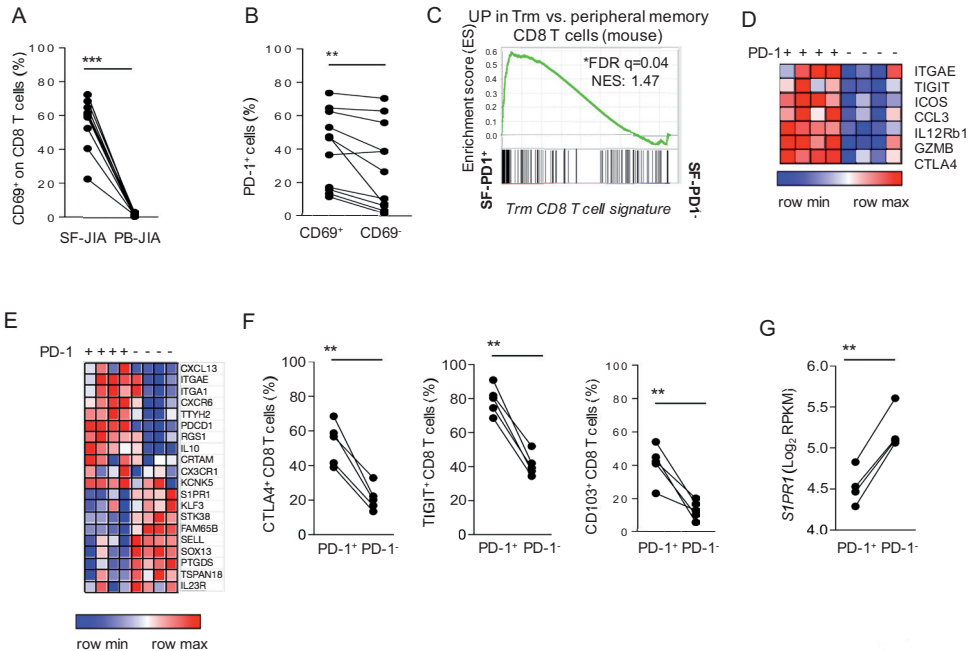 A
***
CD69+ on CD8 T cells (%)
100
80
60
40
20
0
SF-JIA PB-JIA
B
**
PD-1+ cells (%)
100
80
60
40
20
0
CD69+ CD69-
C
UP in Trm vs. peripheral memory
CD8 T cells (mouse)
Enrichment score (ES)
0.6
0.5
0.4
0.3
0.2
0.1
0.0
*FDR q=0.04
NES: 1.47
SF-PD1+
SF-PD1-
Trm CD8 T cell signature
D
PD-1 + + + + - - - -
ITGAE
TIGIT
ICOS
CCL3
IL12Rb1
GZMB
CTLA4
row min row max
E
PD-1 + + + + - - - -
CXCL13
ITGAE
ITGA1
CXCR6
TTYH2
PDCD1
RGS1
IL10
CRTAM
CX3CR1
KCNK5
S1PR1
KLF3
STK38
FAM65B
SELL
SOX13
PTGDS
TSPAN18
IL23R
row min row max
F
**
CTLA4+ CD8 T cells (%)
100
80
60
40
20
0
PD-1+ PD-1-
**
TIGIT+ CD8 T cells (%)
100
80
60
40
20
0
PD-1+ PD-1-
**
CD103+ CD8 T cells (%)
100
80
60
40
20
0
PD-1+ PD-1-
G
**
S1PR1 (Log2 RPKM)
6.0
5.5
5.0
4.5
4.0
PD-1+ PD-1-